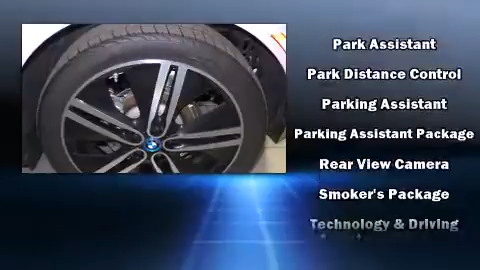 Park Assistant
Park Distance Control
Parking Assistant
Parking Assistant Package
Rear View Camera
Smoker's Package
Technology & Driving